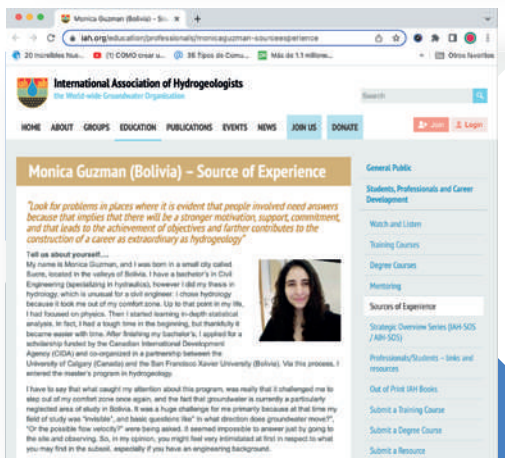 Monica Guzman (Bolivia) - So
iah.org/education/professionals/monicaguzman-sourceesperience
20 increíbles Nue...
(1) COMO crear u...
36 Tipos de Comu...
Más de 1.1 millone...
Otros favoritos
International Association of Hydrogeologists
the World-wide Groundwater Organisation
Search
HOME ABOUT GROUPS EDUCATION PUBLICATIONS EVENTS NEWS JOIN US DONATE
Join Login
Monica Guzman (Bolivia) – Source of Experience
"Look for problems in places where it is evident that people involved need answers
because that implies that there will be a stronger motivation, support, commitment,
and that leads to the achievement of objectives and farther contributes to the
construction of a career as extraordinary as hydrogeology"
Tell us about yourself....
My name is Monica Guzman, and I was born in a small city called
Sucre, located in the valleys of Bolivia. I have a bachelor's in Civil
Engineering (specializing in hydraulics), however I did my thesis in
hydrology, which is unusual for a civil engineer. I chose hydrology
because it took me out of my comfort zone. Up to that point in my life,
I had focused on physics. Then I started learning in-depth statistical
analysis. In fact, I had a tough time in the beginning, but thankfully it
became easier with time. After finishing my bachelor's, I applied for a
scholarship funded by the Canadian International Development
Agency (CIDA) and co-organized in a partnership between the
University of Calgary (Canada) and the San Francisco Xavier University (Bolivia). Via this process, I
entered the master's program in hydrogeology.
I have to say that what caught my attention about this program, was really that it challenged me to
step out of my comfort zone once again, and the fact that groundwater is currently a particularly
neglected area of study in Bolivia. It was a huge challenge for me primarily because at that time my
field of study was "invisible", and basic questions like" In what direction does groundwater move?",
"Or the possible flow velocity?" were being asked. It seemed impossible to answer just by going to
the site and observing. So, in my opinion, you might feel very intimidated at first in respect to what
you may find in the subsoil, especially if you have an engineering background.
General Public
Students, Professionals and Career
Development
Watch and Listen
Training Courses
Degree Courses
Mentoring
Sources of Experience
Strategic Overview Series (IAH-SOS
/ AIH-SOS)
Professionals/Students – links and
resources
Out of Print IAH Books
Submit a Training Course
Submit a Degree Course
Submit a Resource